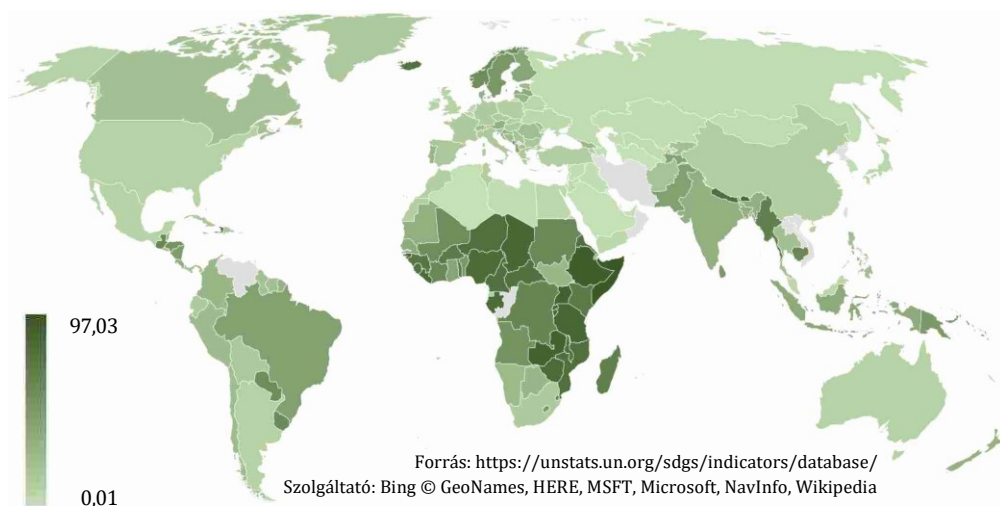 97,03
0,01
Forrás: https://unstats.un.org/sdgs/indicators/database/
Szolgáltató: Bing © GeoNames, HERE, MSFT, Microsoft, NavInfo, Wikipedia